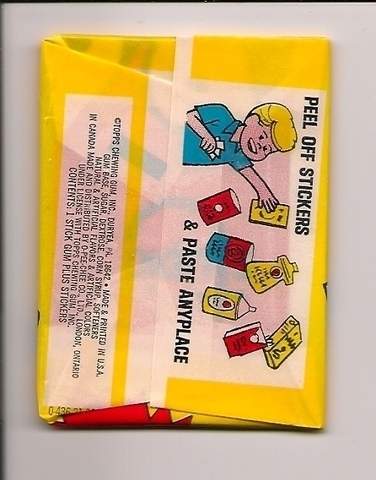 PEEL OFF STICKERS
& PASTE ANYPLACE
©TOPPS CHEWING GUM, INC., DURYEA, PA. 18642 • MADE & PRINTED IN U.S.A.
GUM BASE, SUGAR, DEXTROSE, CORN SYRUP, SOFTENERS
NATURAL & ARTIFICIAL FLAVORS & ARTIFICIAL COLORS
IN CANADA MADE AND DISTRIBUTED BY O-PEE-CHEE CO., LTD., LONDON, ONTARIO
UNDER LICENSE WITH TOPPS CHEWING GUM, INC.
CONTENTS: 1 STICK GUM PLUS STICKERS